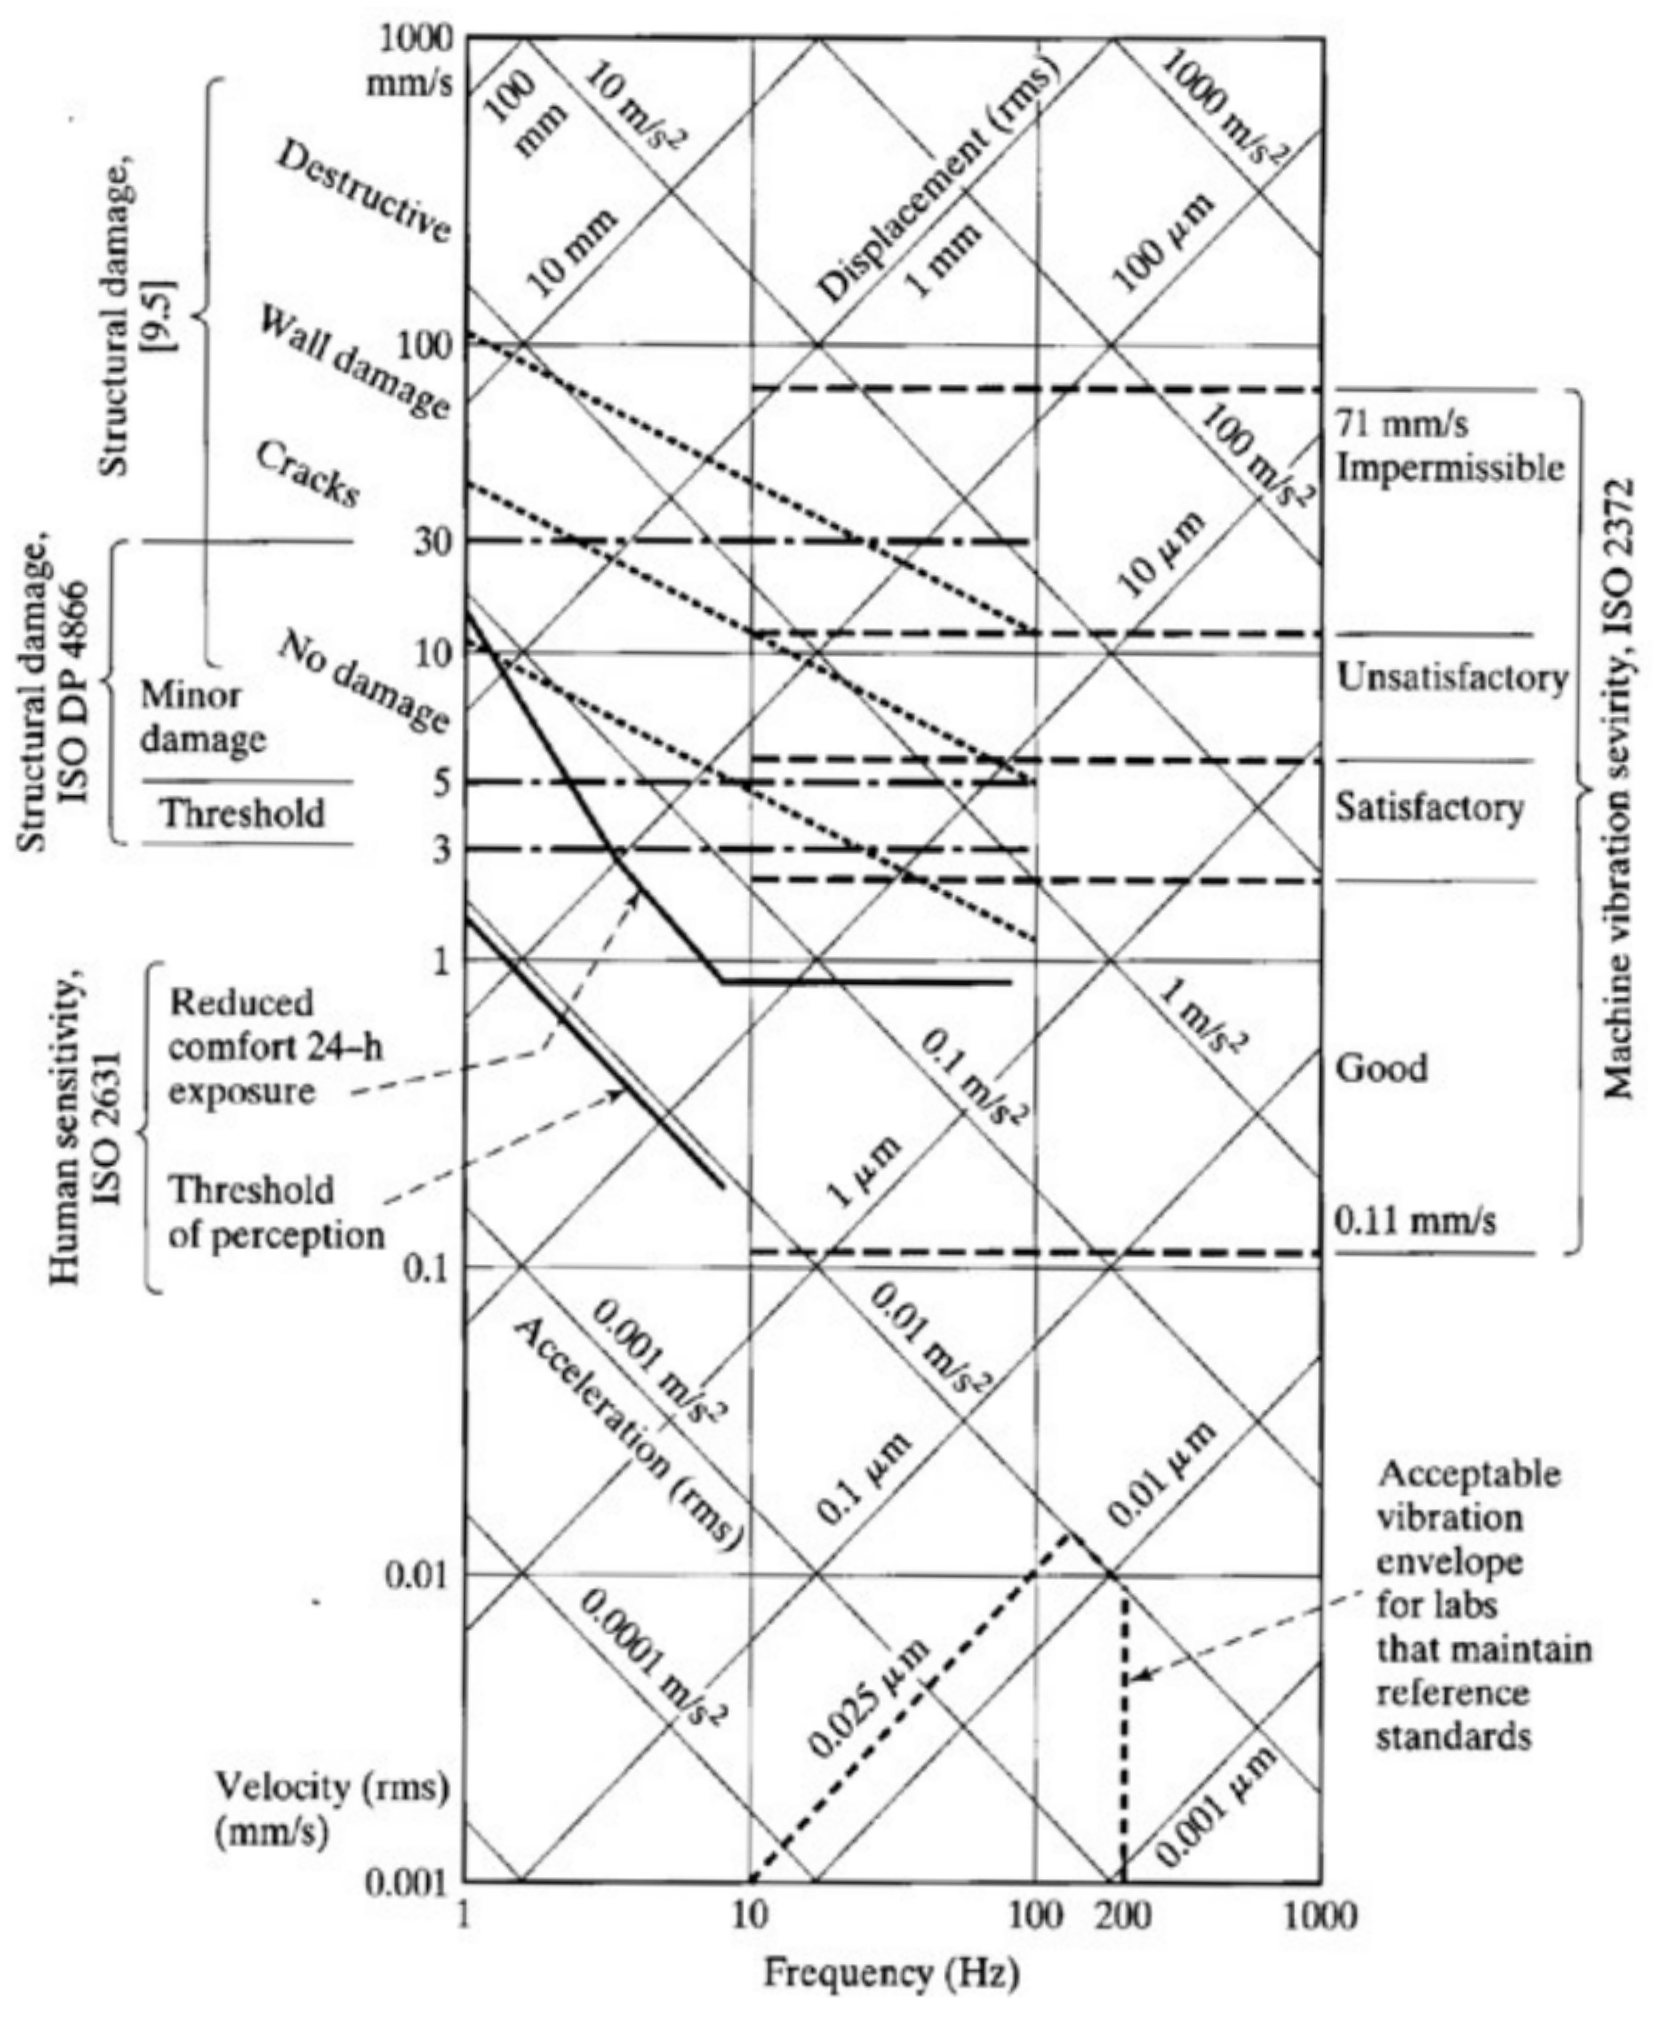 1000
mm/s
100
30
10
5
3
1
0.1
0.01
0.001
Velocity (rms)
(mm/s)
Structural damage,
[9.5]
Destructive
Wall damage
Cracks
No damage
Structural damage,
ISO DP 4866
Minor
damage
Threshold
Human sensitivity,
ISO 2631
Reduced
comfort 24–h
exposure
Threshold
of perception
100
mm
10 m/s²
Displacement (rms)
1000 m/s²
10 mm
1 mm
100 μm
100 m/s²
10 μm
1 m/s²
0.1 m/s²
1 μm
0.01 m/s²
0.001 m/s²
Acceleration (rms)
0.1 μm
0.01 μm
0.0001 m/s²
0.025 μm
0.001 μm
71 mm/s
Impermissible
Unsatisfactory
Satisfactory
Good
0.11 mm/s
Machine vibration sevirity, ISO 2372
Acceptable
vibration
envelope
for labs
that maintain
reference
standards
1 10 100 200 1000
Frequency (Hz)